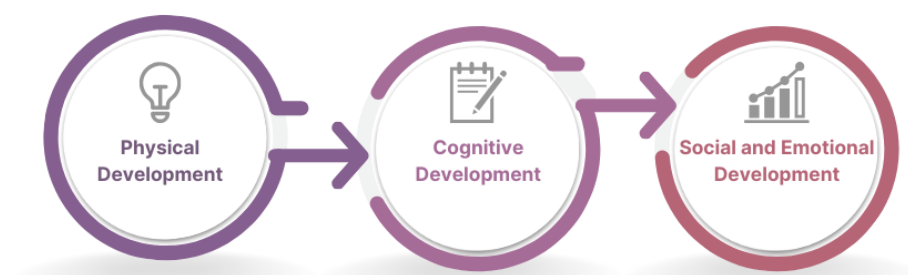 Physical
Development
Cognitive
Development
Social and Emotional
Development